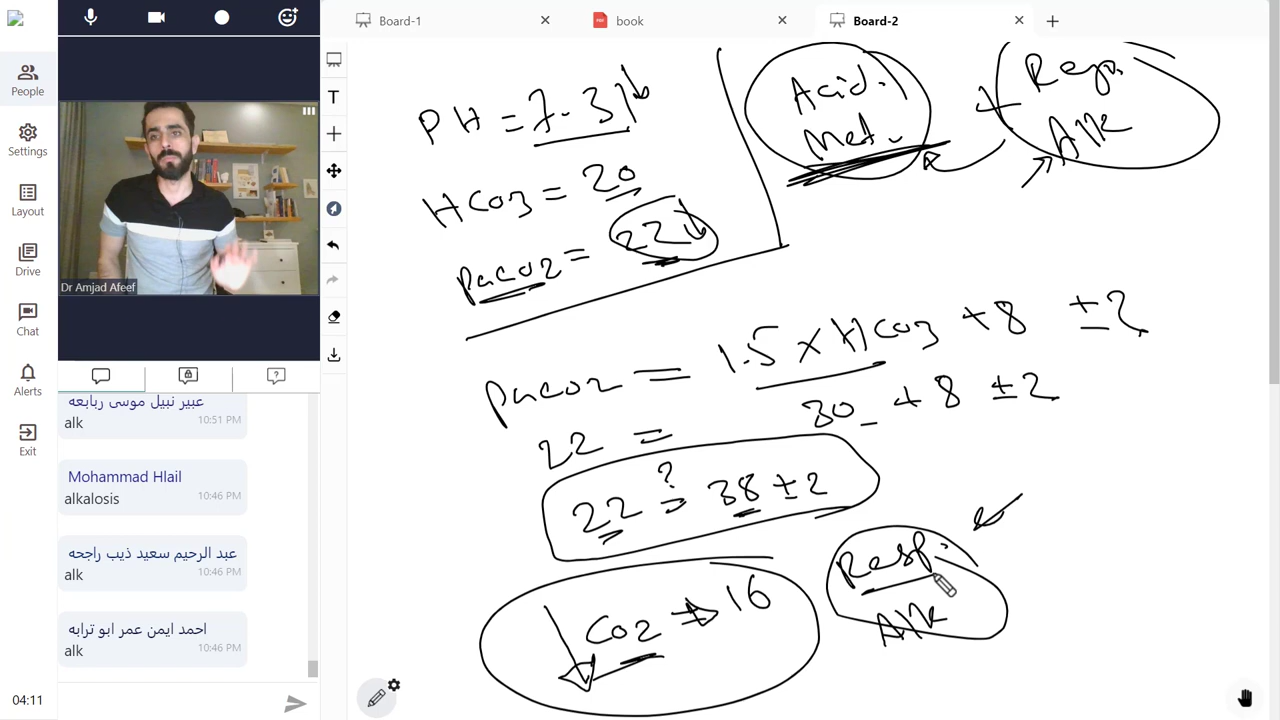 Board-1
book
Board-2
People
Settings
Layout
Drive
Chat
Alerts
Exit
04:11
Dr Amjad Afeef
T
عبير نبيل موسى ربابعه
alk
10:51 PM
Mohammad Hlail
alkalosis
10:46 PM
عبد الرحيم سعيد ذيب راجحه
alk
10:46 PM
احمد ايمن عمر ابو ترابه
alk
10:46 PM
PH = 7.31 ↓
HCO3 = 20
paco2 = 22 ↓
Acid.
Met.
+ Resp.
Alk
paco2 = 1.5 × HCO3 + 8 ± 2
22 = 30 + 8 ± 2
22 ?= 38 ± 2
↓ CO2 → 16
Resp.
Alk